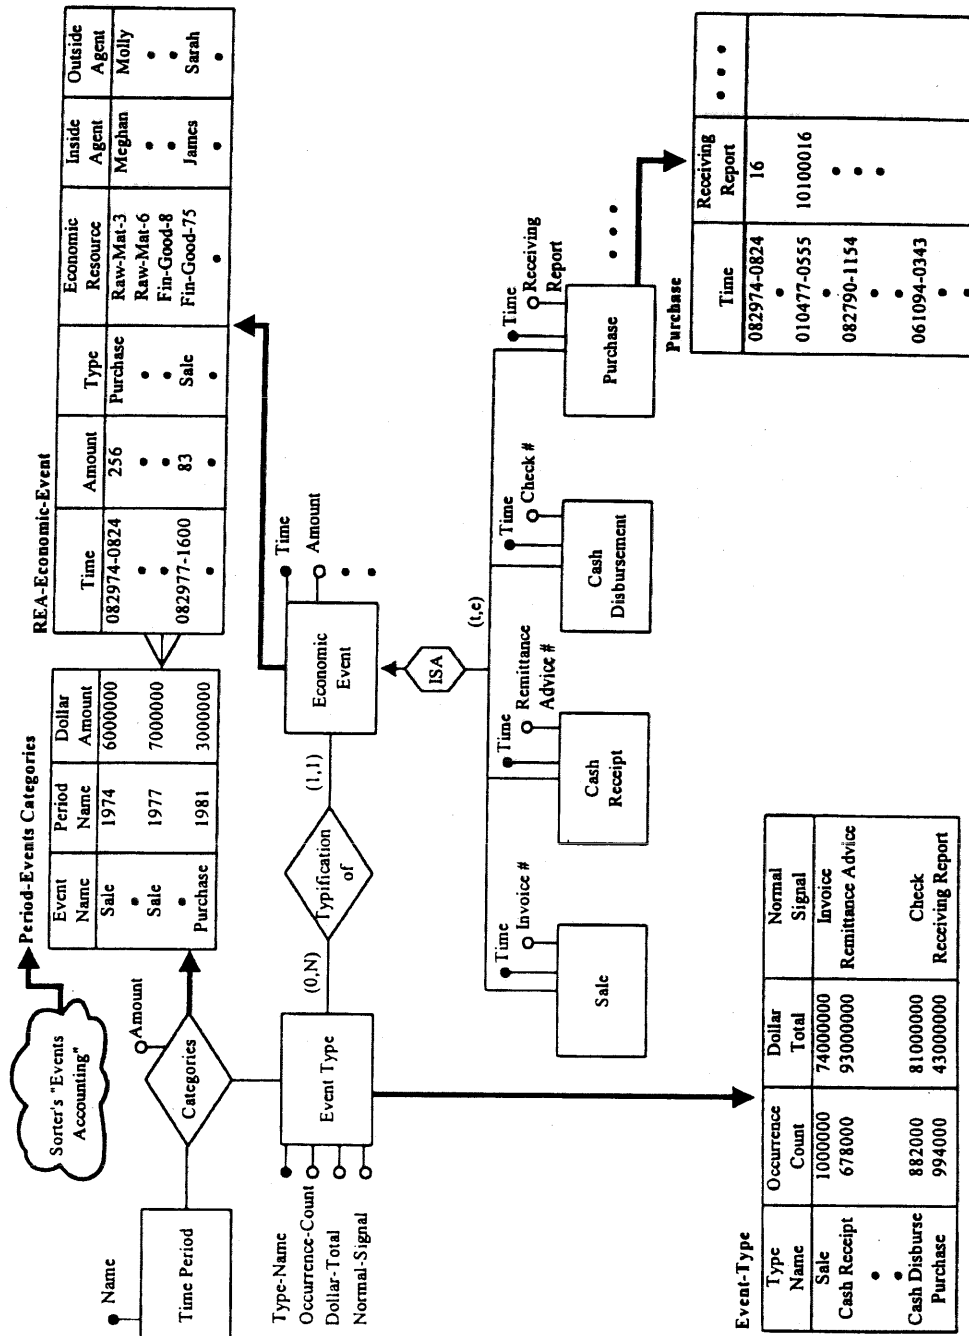 Sorter's "Events
Accounting"
Period-Events Categories
Event Name	Period Name	Dollar Amount
Sale	1974	6000000
Sale	1977	7000000
Purchase	1981	3000000
REA-Economic-Event
Time	Amount	Type	Economic Resource	Inside Agent	Outside Agent
082974-0824	256	Purchase	Raw-Mat-3	Meghan	Molly
Raw-Mat-6
Fin-Good-8
082977-1600	83	Sale	Fin-Good-75	James	Sarah
Name
Time Period
Amount
Categories
Type-Name
Occurrence-Count
Dollar-Total
Normal-Signal
Event Type
(0,N)
Typification
of
(1,1)
Economic
Event
Time
Amount
ISA
(t,e)
Time
Invoice #
Sale
Time
Remittance
Advice #
Cash
Receipt
Time
Check #
Cash
Disbursement
Time
Receiving
Report
Purchase
Event-Type
Type Name	Occurrence Count	Dollar Total	Normal Signal
Sale	1000000	74000000	Invoice
Cash Receipt	678000	93000000	Remittance Advice
Cash Disburse	882000	81000000	Check
Purchase	994000	43000000	Receiving Report
Purchase
Time	Receiving Report
082974-0824	16
010477-0555	10100016
082790-1154
061094-0343